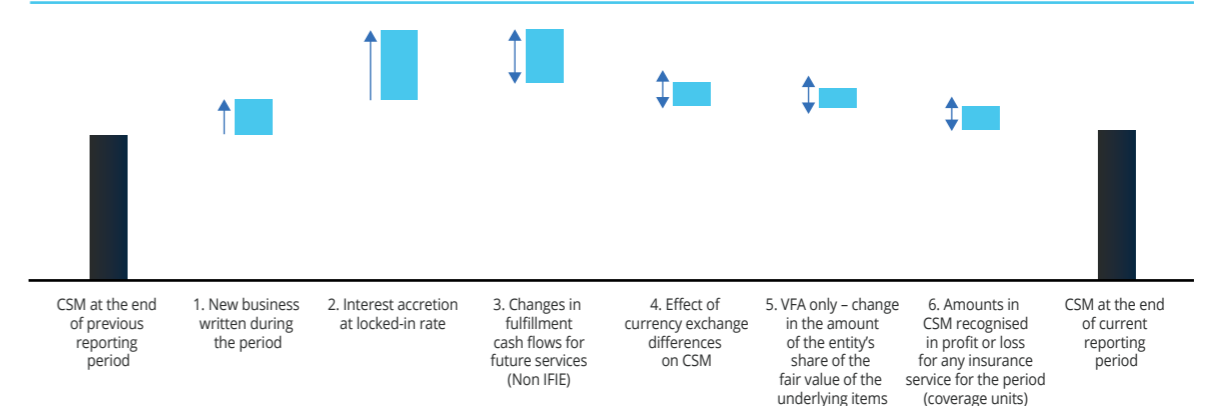 CSM at the end
of previous
reporting
period
1. New business
written during
the period
2. Interest accretion
at locked-in rate
3. Changes in
fulfillment
cash flows for
future services
(Non IFIE)
4. Effect of
currency exchange
differences
on CSM
5. VFA only – change
in the amount
of the entity's
share of the
fair value of the
underlying items
6. Amounts in
CSM recognised
in profit or loss
for any insurance
service for the period
(coverage units)
CSM at the end
of current
reporting
period